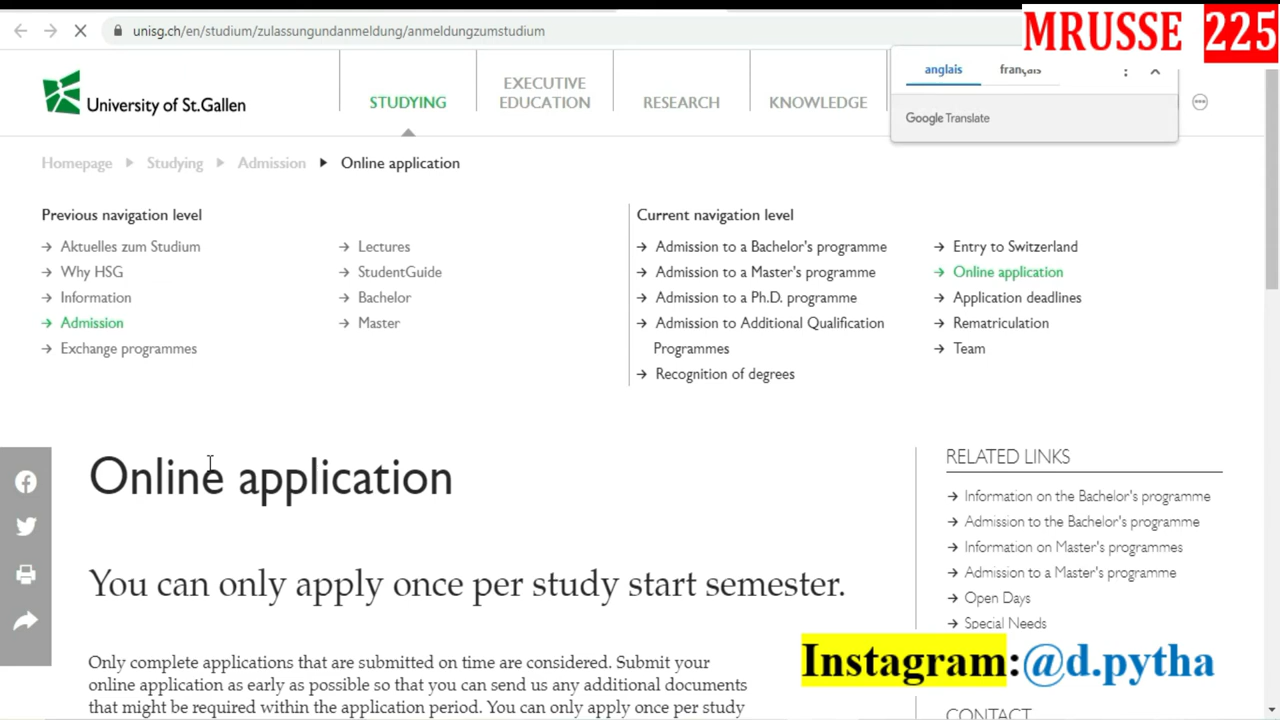 unisg.ch/en/studium/zulassungundanmeldung/anmeldungzumstudium
MRUSSE 225
anglais français
Google Translate
University of St.Gallen
STUDYING
EXECUTIVE
EDUCATION
RESEARCH
KNOWLEDGE
Homepage Studying Admission Online application
Previous navigation level
Aktuelles zum Studium
Why HSG
Information
Admission
Exchange programmes
Lectures
StudentGuide
Bachelor
Master
Current navigation level
Admission to a Bachelor's programme
Admission to a Master's programme
Admission to a Ph.D. programme
Admission to Additional Qualification
Programmes
Recognition of degrees
Entry to Switzerland
Online application
Application deadlines
Rematriculation
Team
Online application
You can only apply once per study start semester.
Only complete applications that are submitted on time are considered. Submit your
online application as early as possible so that you can send us any additional documents
that might be required within the application period. You can only apply once per study
RELATED LINKS
Information on the Bachelor's programme
Admission to the Bachelor's programme
Information on Master's programmes
Admission to a Master's programme
Open Days
Special Needs
Instagram:@d.pytha
CONTACT